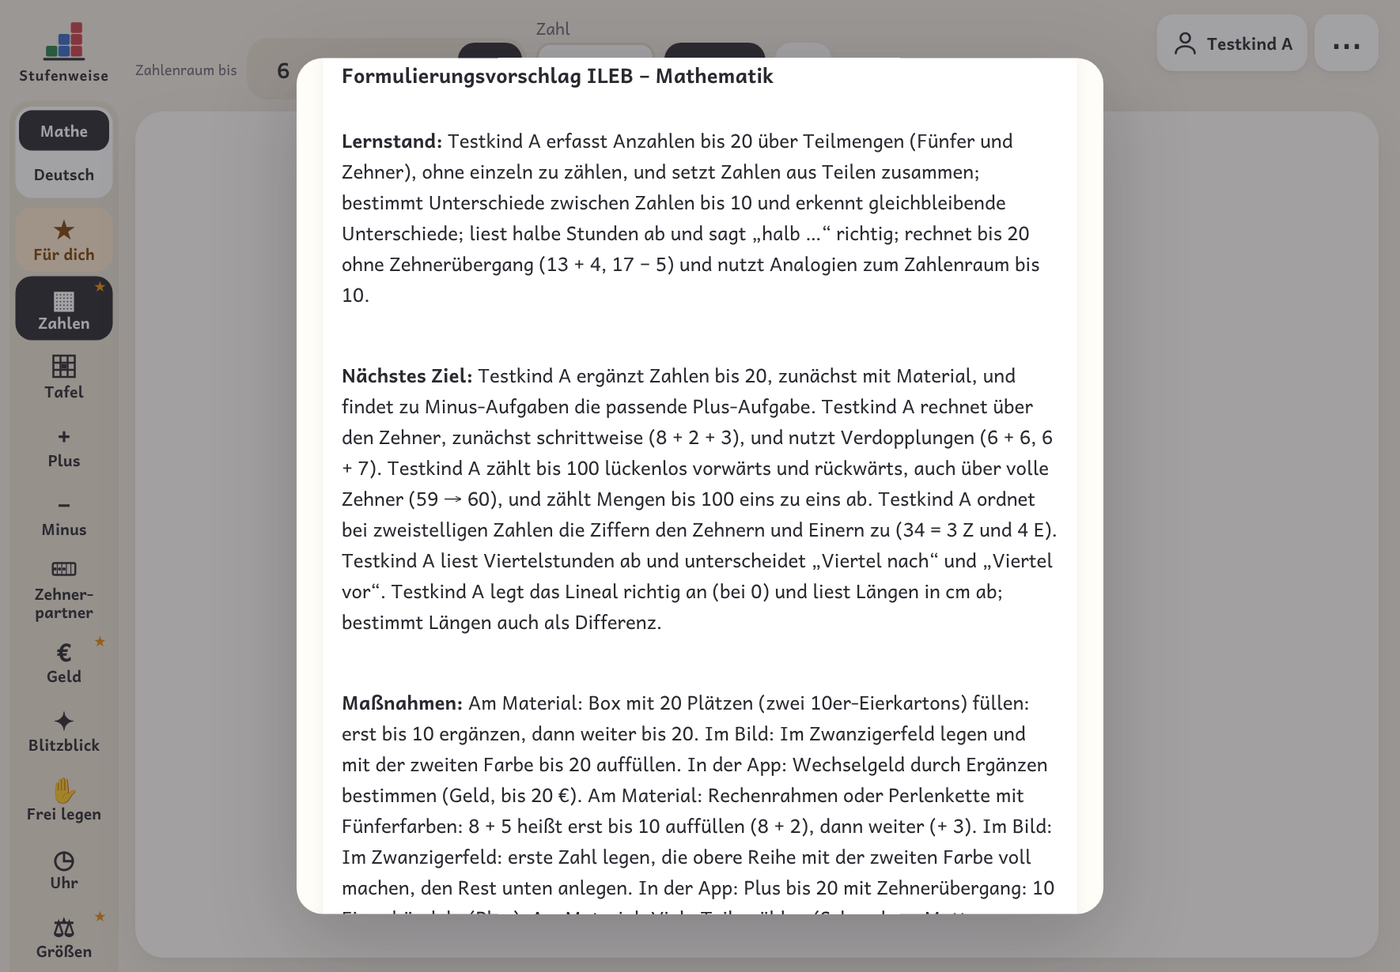 Zahl
Stufenweise
Zahlenraum bis
6
Testkind A
...
Mathe
Deutsch
Für dich
Zahlen
Tafel
+
Plus
−
Minus
Zehner-
partner
€
Geld
Blitzblick
Frei legen
Uhr
Größen
Formulierungsvorschlag ILEB – Mathematik
Lernstand: Testkind A erfasst Anzahlen bis 20 über Teilmengen (Fünfer und
Zehner), ohne einzeln zu zählen, und setzt Zahlen aus Teilen zusammen;
bestimmt Unterschiede zwischen Zahlen bis 10 und erkennt gleichbleibende
Unterschiede; liest halbe Stunden ab und sagt „halb ...“ richtig; rechnet bis 20
ohne Zehnerübergang (13 + 4, 17 − 5) und nutzt Analogien zum Zahlenraum bis
10.
Nächstes Ziel: Testkind A ergänzt Zahlen bis 20, zunächst mit Material, und
findet zu Minus-Aufgaben die passende Plus-Aufgabe. Testkind A rechnet über
den Zehner, zunächst schrittweise (8 + 2 + 3), und nutzt Verdopplungen (6 + 6, 6
+ 7). Testkind A zählt bis 100 lückenlos vorwärts und rückwärts, auch über volle
Zehner (59 → 60), und zählt Mengen bis 100 eins zu eins ab. Testkind A ordnet
bei zweistelligen Zahlen die Ziffern den Zehnern und Einern zu (34 = 3 Z und 4 E).
Testkind A liest Viertelstunden ab und unterscheidet „Viertel nach“ und „Viertel
vor“. Testkind A legt das Lineal richtig an (bei 0) und liest Längen in cm ab;
bestimmt Längen auch als Differenz.
Maßnahmen: Am Material: Box mit 20 Plätzen (zwei 10er-Eierkartons) füllen:
erst bis 10 ergänzen, dann weiter bis 20. Im Bild: Im Zwanzigerfeld legen und
mit der zweiten Farbe bis 20 auffüllen. In der App: Wechselgeld durch Ergänzen
bestimmen (Geld, bis 20 €). Am Material: Rechenrahmen oder Perlenkette mit
Fünferfarben: 8 + 5 heißt erst bis 10 auffüllen (8 + 2), dann weiter (+ 3). Im Bild:
Im Zwanzigerfeld: erste Zahl legen, die obere Reihe mit der zweiten Farbe voll
machen, den Rest unten anlegen. In der App: Plus bis 20 mit Zehnerübergang: 10